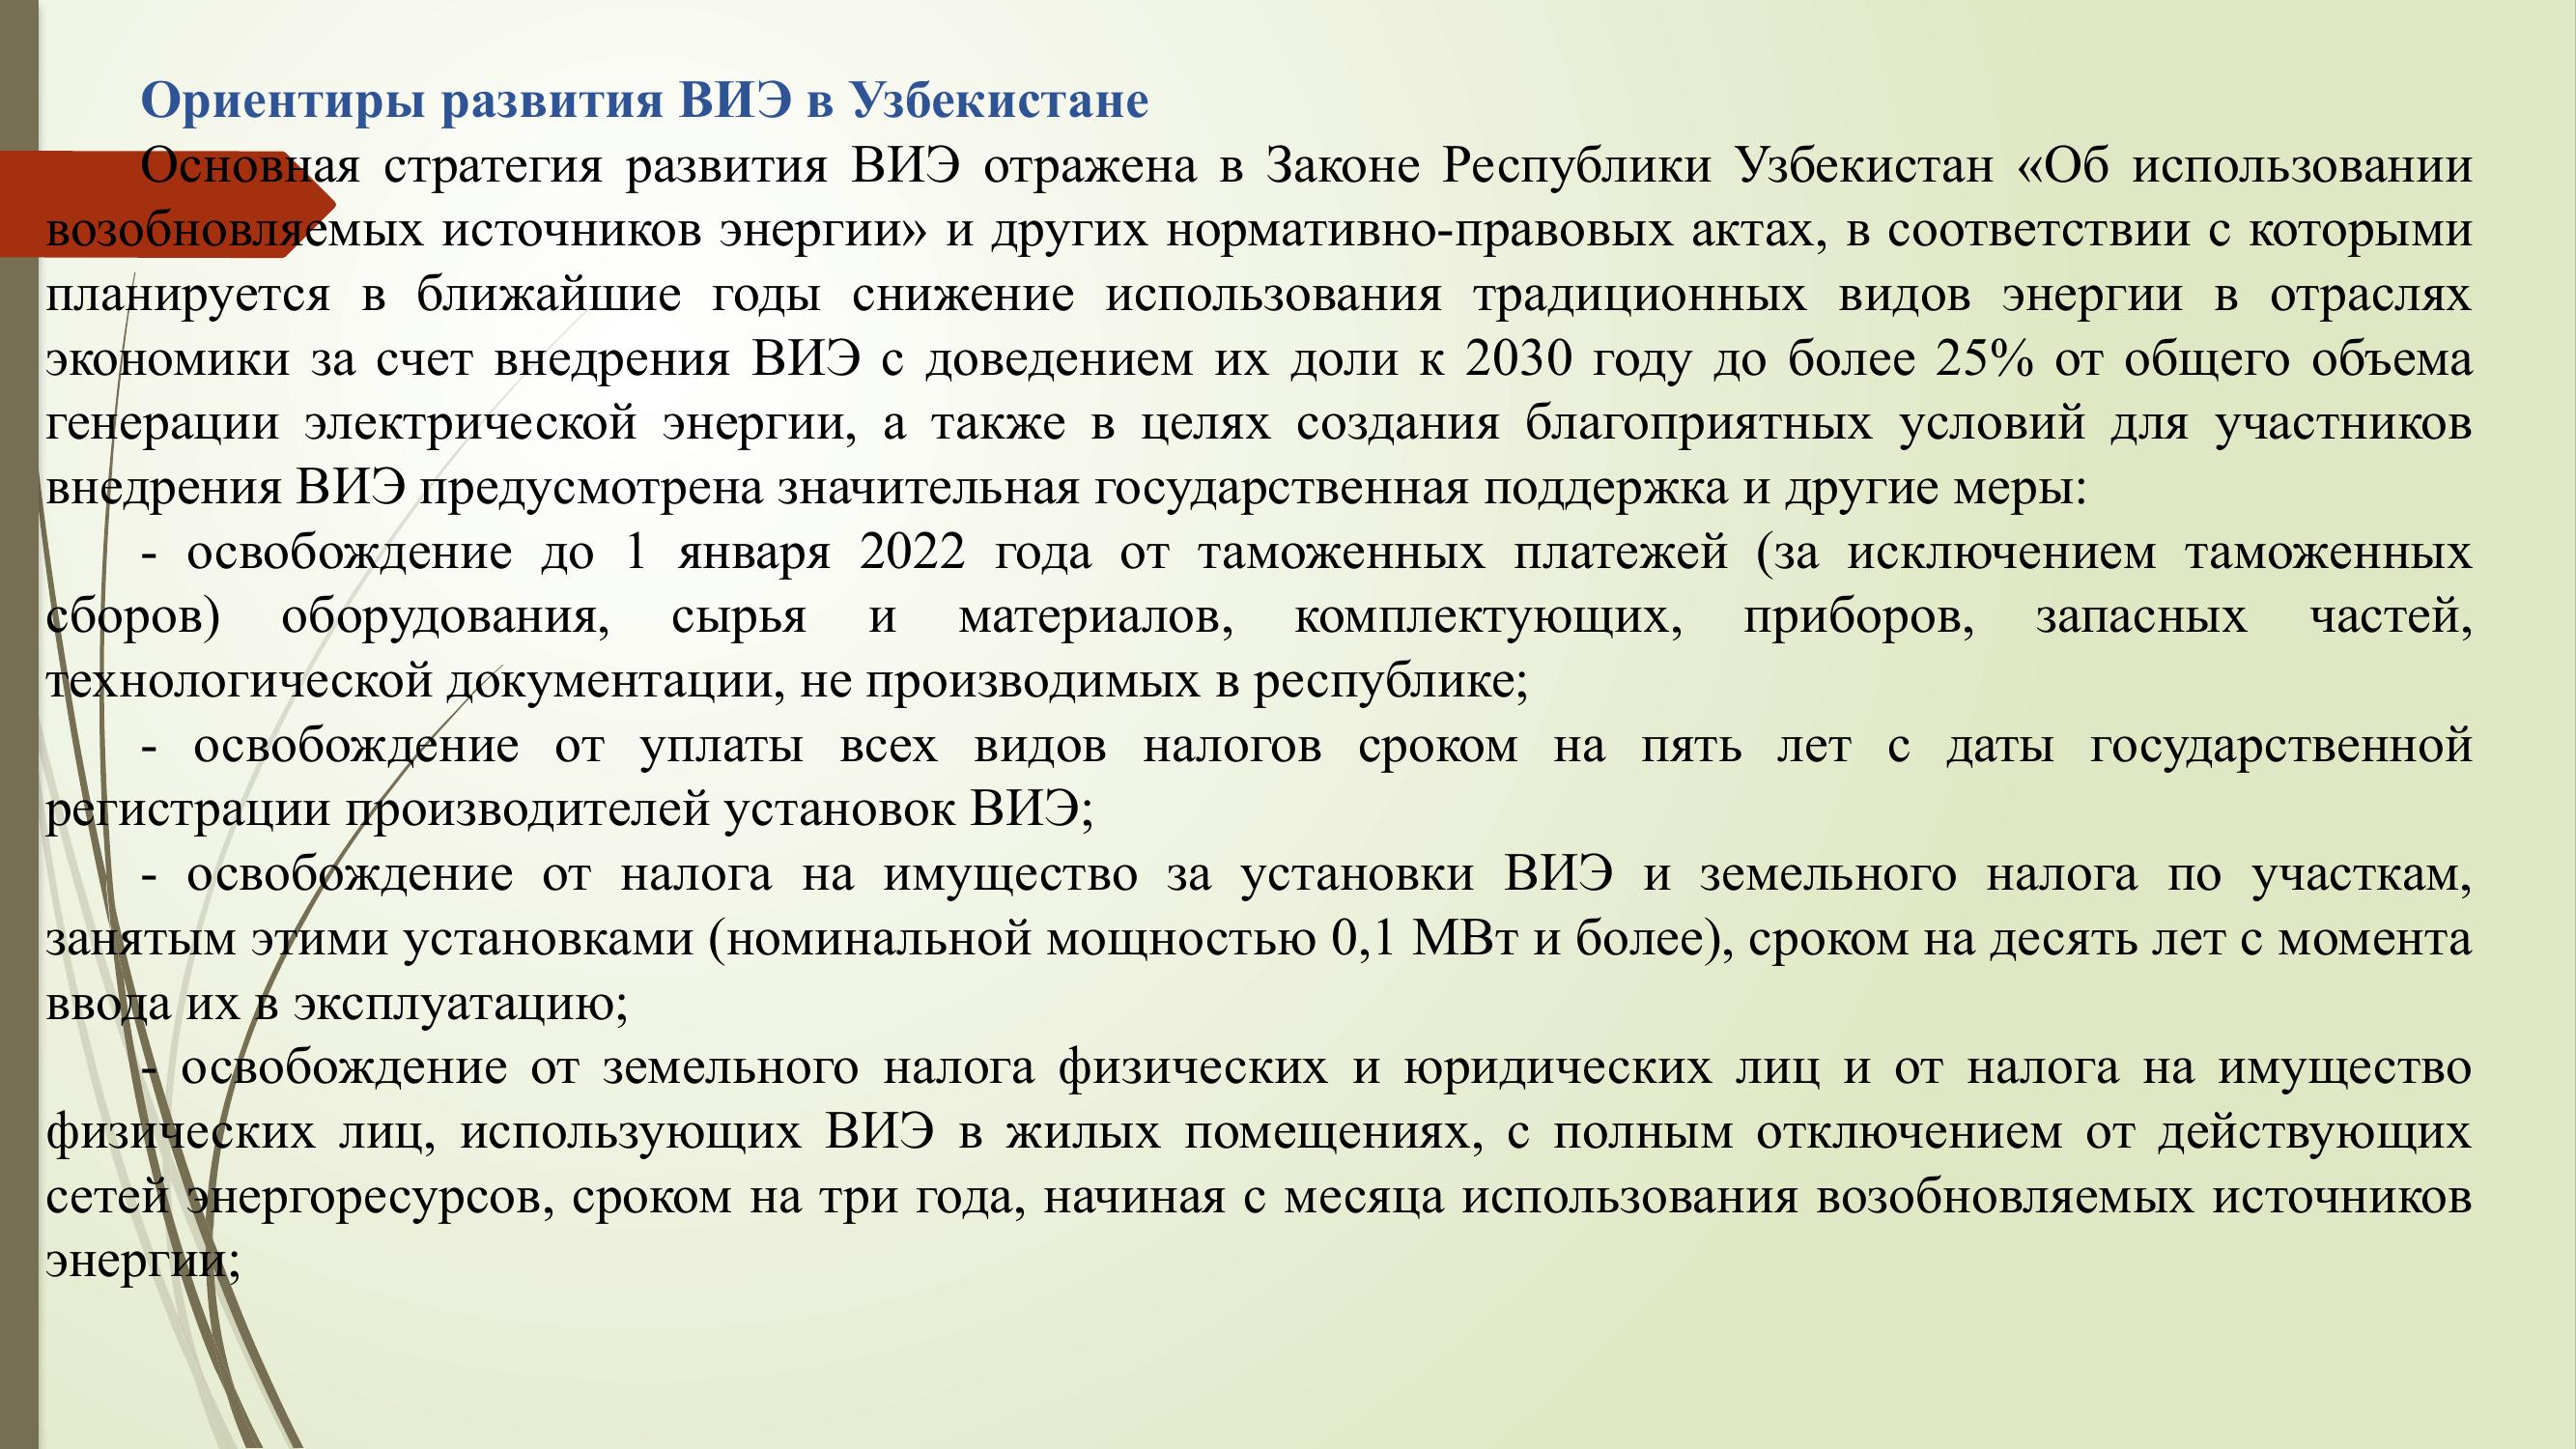 Ориентиры развития ВИЭ в Узбекистане
Основная стратегия развития ВИЭ отражена в Законе Республики Узбекистан «Об использовании
возобновляемых источников энергии» и других нормативно-правовых актах, в соответствии с которыми
планируется в ближайшие годы снижение использования традиционных видов энергии в отраслях
экономики за счет внедрения ВИЭ с доведением их доли к 2030 году до более 25% от общего объема
генерации электрической энергии, а также в целях создания благоприятных условий для участников
внедрения ВИЭ предусмотрена значительная государственная поддержка и другие меры:
- освобождение до 1 января 2022 года от таможенных платежей (за исключением таможенных
сборов) оборудования, сырья и материалов, комплектующих, приборов, запасных частей,
технологической документации, не производимых в республике;
- освобождение от уплаты всех видов налогов сроком на пять лет с даты государственной
регистрации производителей установок ВИЭ;
- освобождение от налога на имущество за установки ВИЭ и земельного налога по участкам,
занятым этими установками (номинальной мощностью 0,1 МВт и более), сроком на десять лет с момента
ввода их в эксплуатацию;
- освобождение от земельного налога физических и юридических лиц и от налога на имущество
физических лиц, использующих ВИЭ в жилых помещениях, с полным отключением от действующих
сетей энергоресурсов, сроком на три года, начиная с месяца использования возобновляемых источников
энергии;